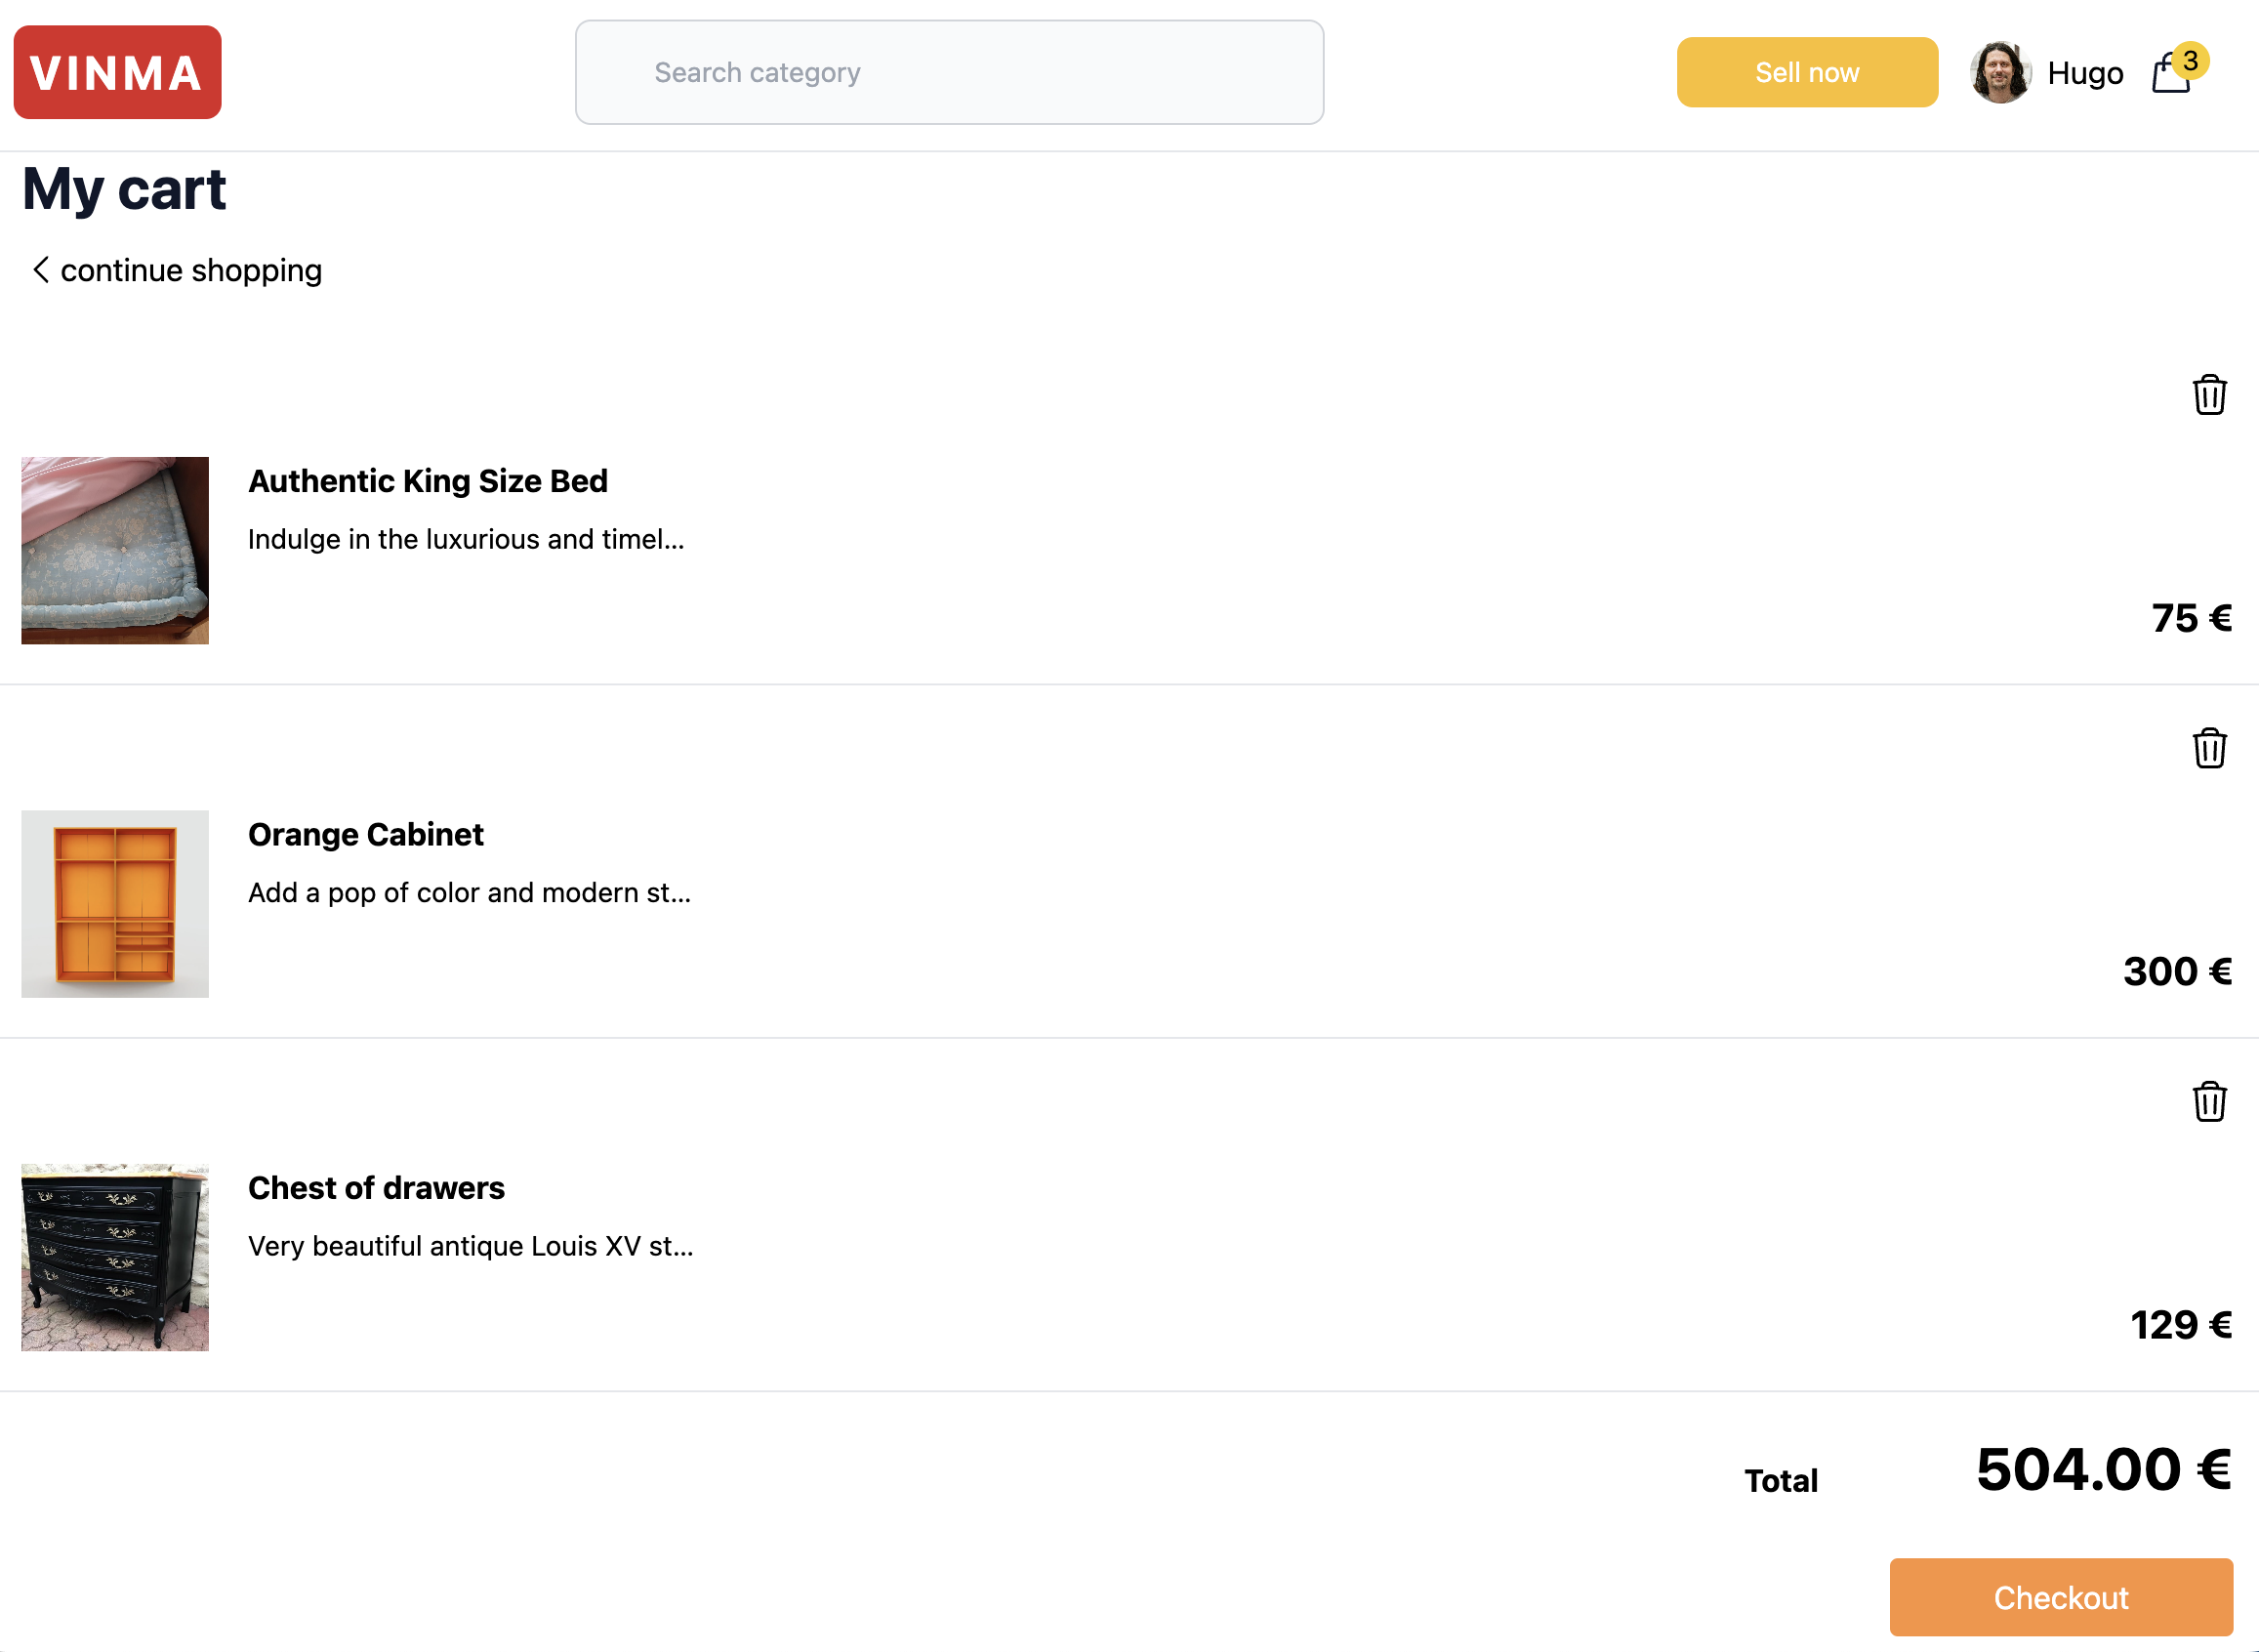 VINMA
Search category
Sell now
Hugo
3
My cart
continue shopping
Authentic King Size Bed
Indulge in the luxurious and timel...
75 €
Orange Cabinet
Add a pop of color and modern st...
300 €
Chest of drawers
Very beautiful antique Louis XV st...
129 €
Total
504.00 €
Checkout